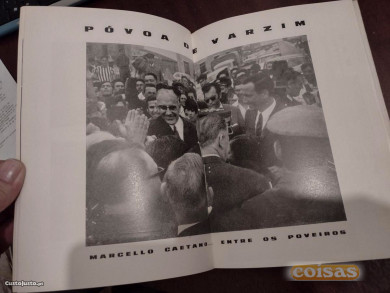 PÓVOA DE VARZIM
MARCELLO CAETANO... ENTRE OS POVEIROS
CustoJusto.pt
coisas